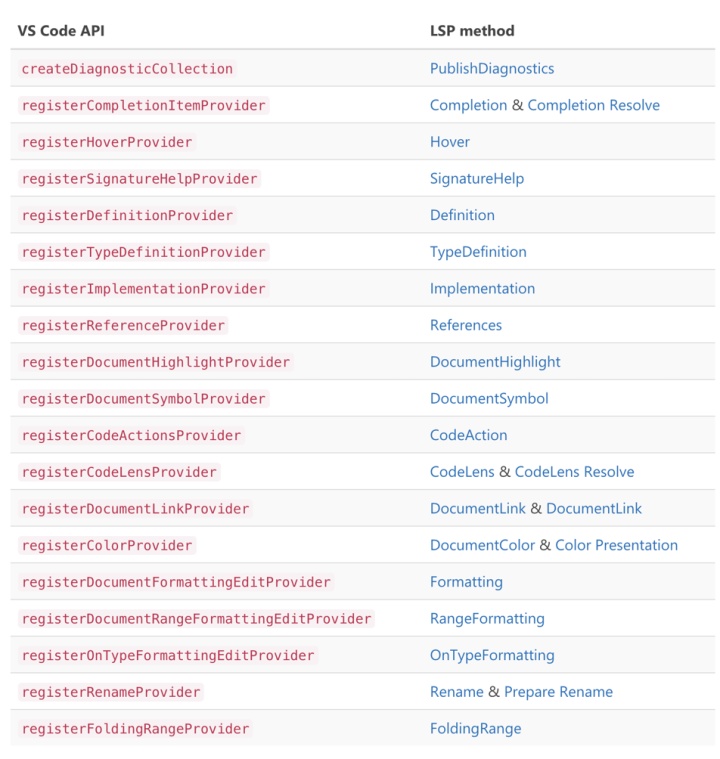 VS Code API LSP method
createDiagnosticCollection PublishDiagnostics
registerCompletionItemProvider Completion & Completion Resolve
registerHoverProvider Hover
registerSignatureHelpProvider SignatureHelp
registerDefinitionProvider Definition
registerTypeDefinitionProvider TypeDefinition
registerImplementationProvider Implementation
registerReferenceProvider References
registerDocumentHighlightProvider DocumentHighlight
registerDocumentSymbolProvider DocumentSymbol
registerCodeActionsProvider CodeAction
registerCodeLensProvider CodeLens & CodeLens Resolve
registerDocumentLinkProvider DocumentLink & DocumentLink
registerColorProvider DocumentColor & Color Presentation
registerDocumentFormattingEditProvider Formatting
registerDocumentRangeFormattingEditProvider RangeFormatting
registerOnTypeFormattingEditProvider OnTypeFormatting
registerRenameProvider Rename & Prepare Rename
registerFoldingRangeProvider FoldingRange